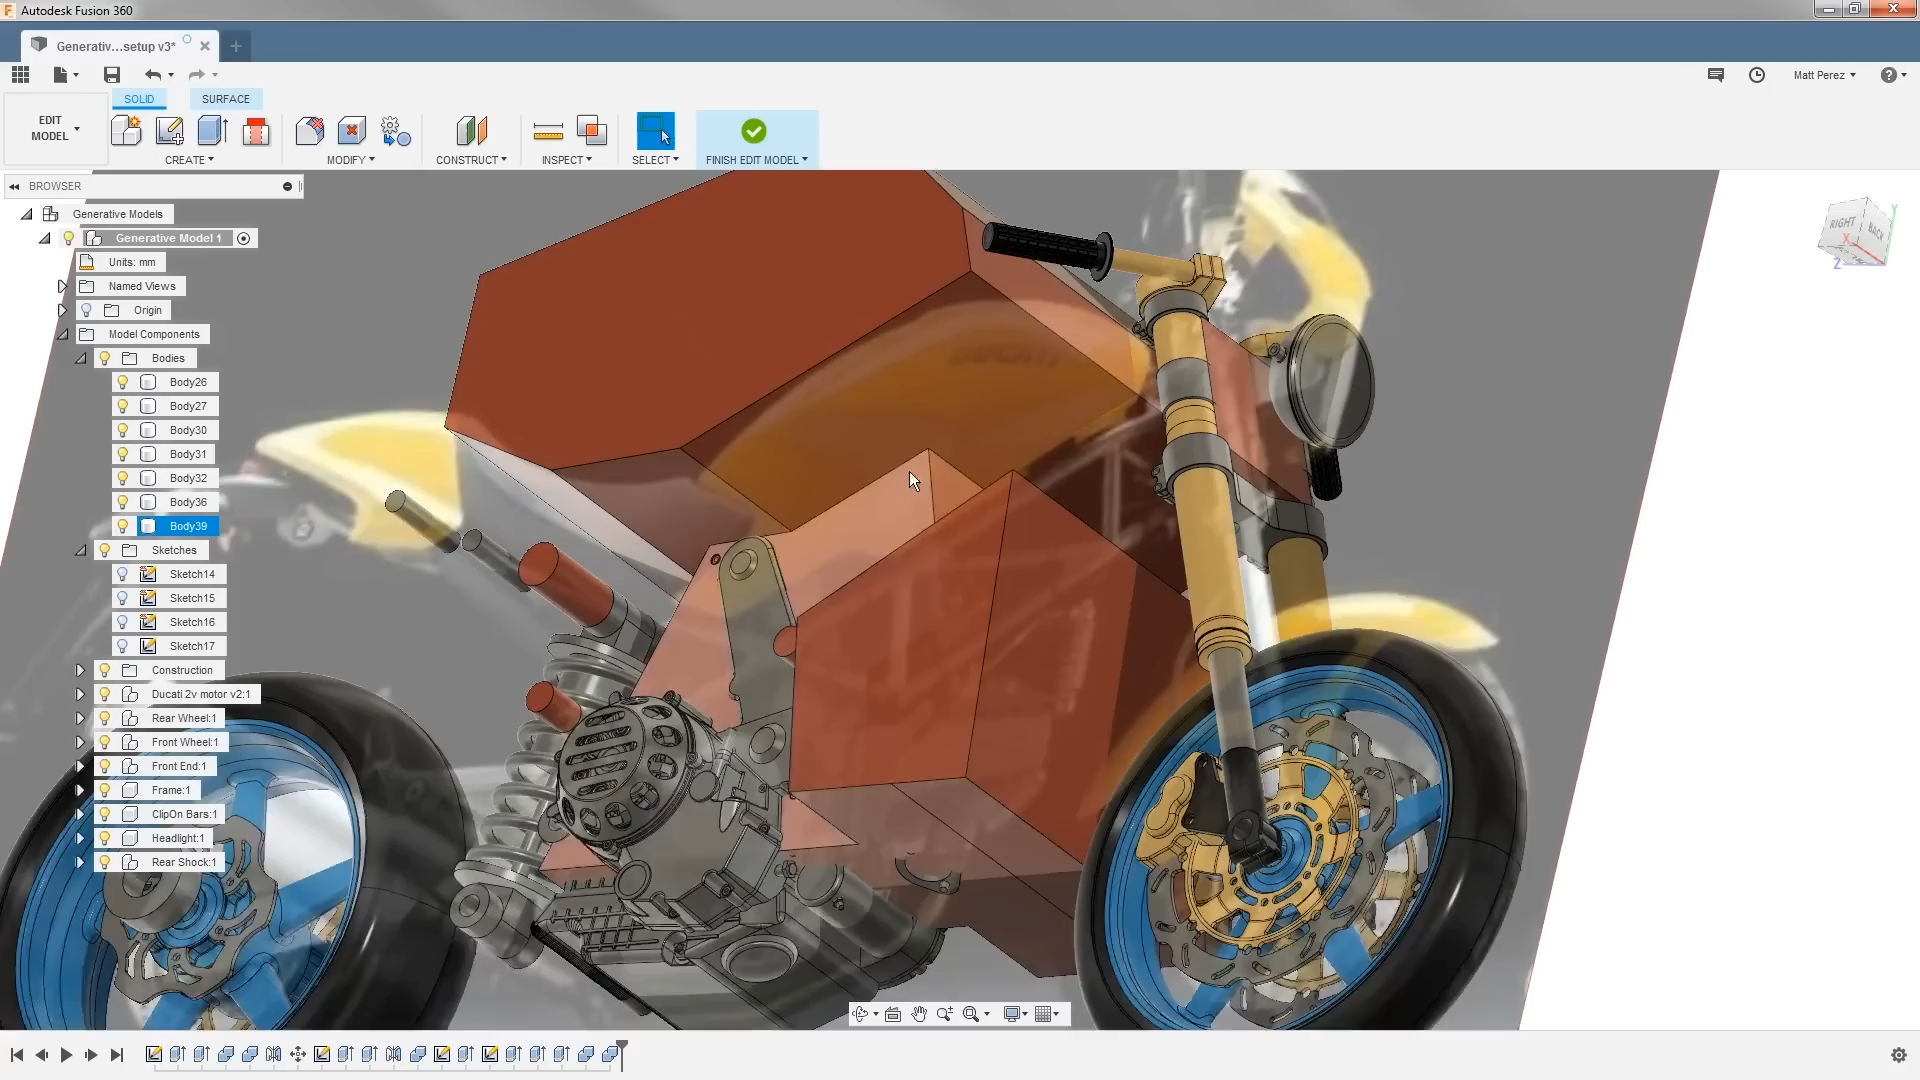 Autodesk Fusion 360
Generativ...setup v3*
Matt Perez
SOLID
SURFACE
EDIT
MODEL
CREATE
MODIFY
CONSTRUCT
INSPECT
SELECT
FINISH EDIT MODEL
BROWSER
Generative Models
Generative Model 1
Units: mm
Named Views
Origin
Model Components
Bodies
Body26
Body27
Body30
Body31
Body32
Body36
Body39
Sketches
Sketch14
Sketch15
Sketch16
Sketch17
Construction
Ducati 2v motor v2:1
Rear Wheel:1
Front Wheel:1
Front End:1
Frame:1
ClipOn Bars:1
Headlight:1
Rear Shock:1
DUCATI
RIGHT
BACK
X
Y
Z